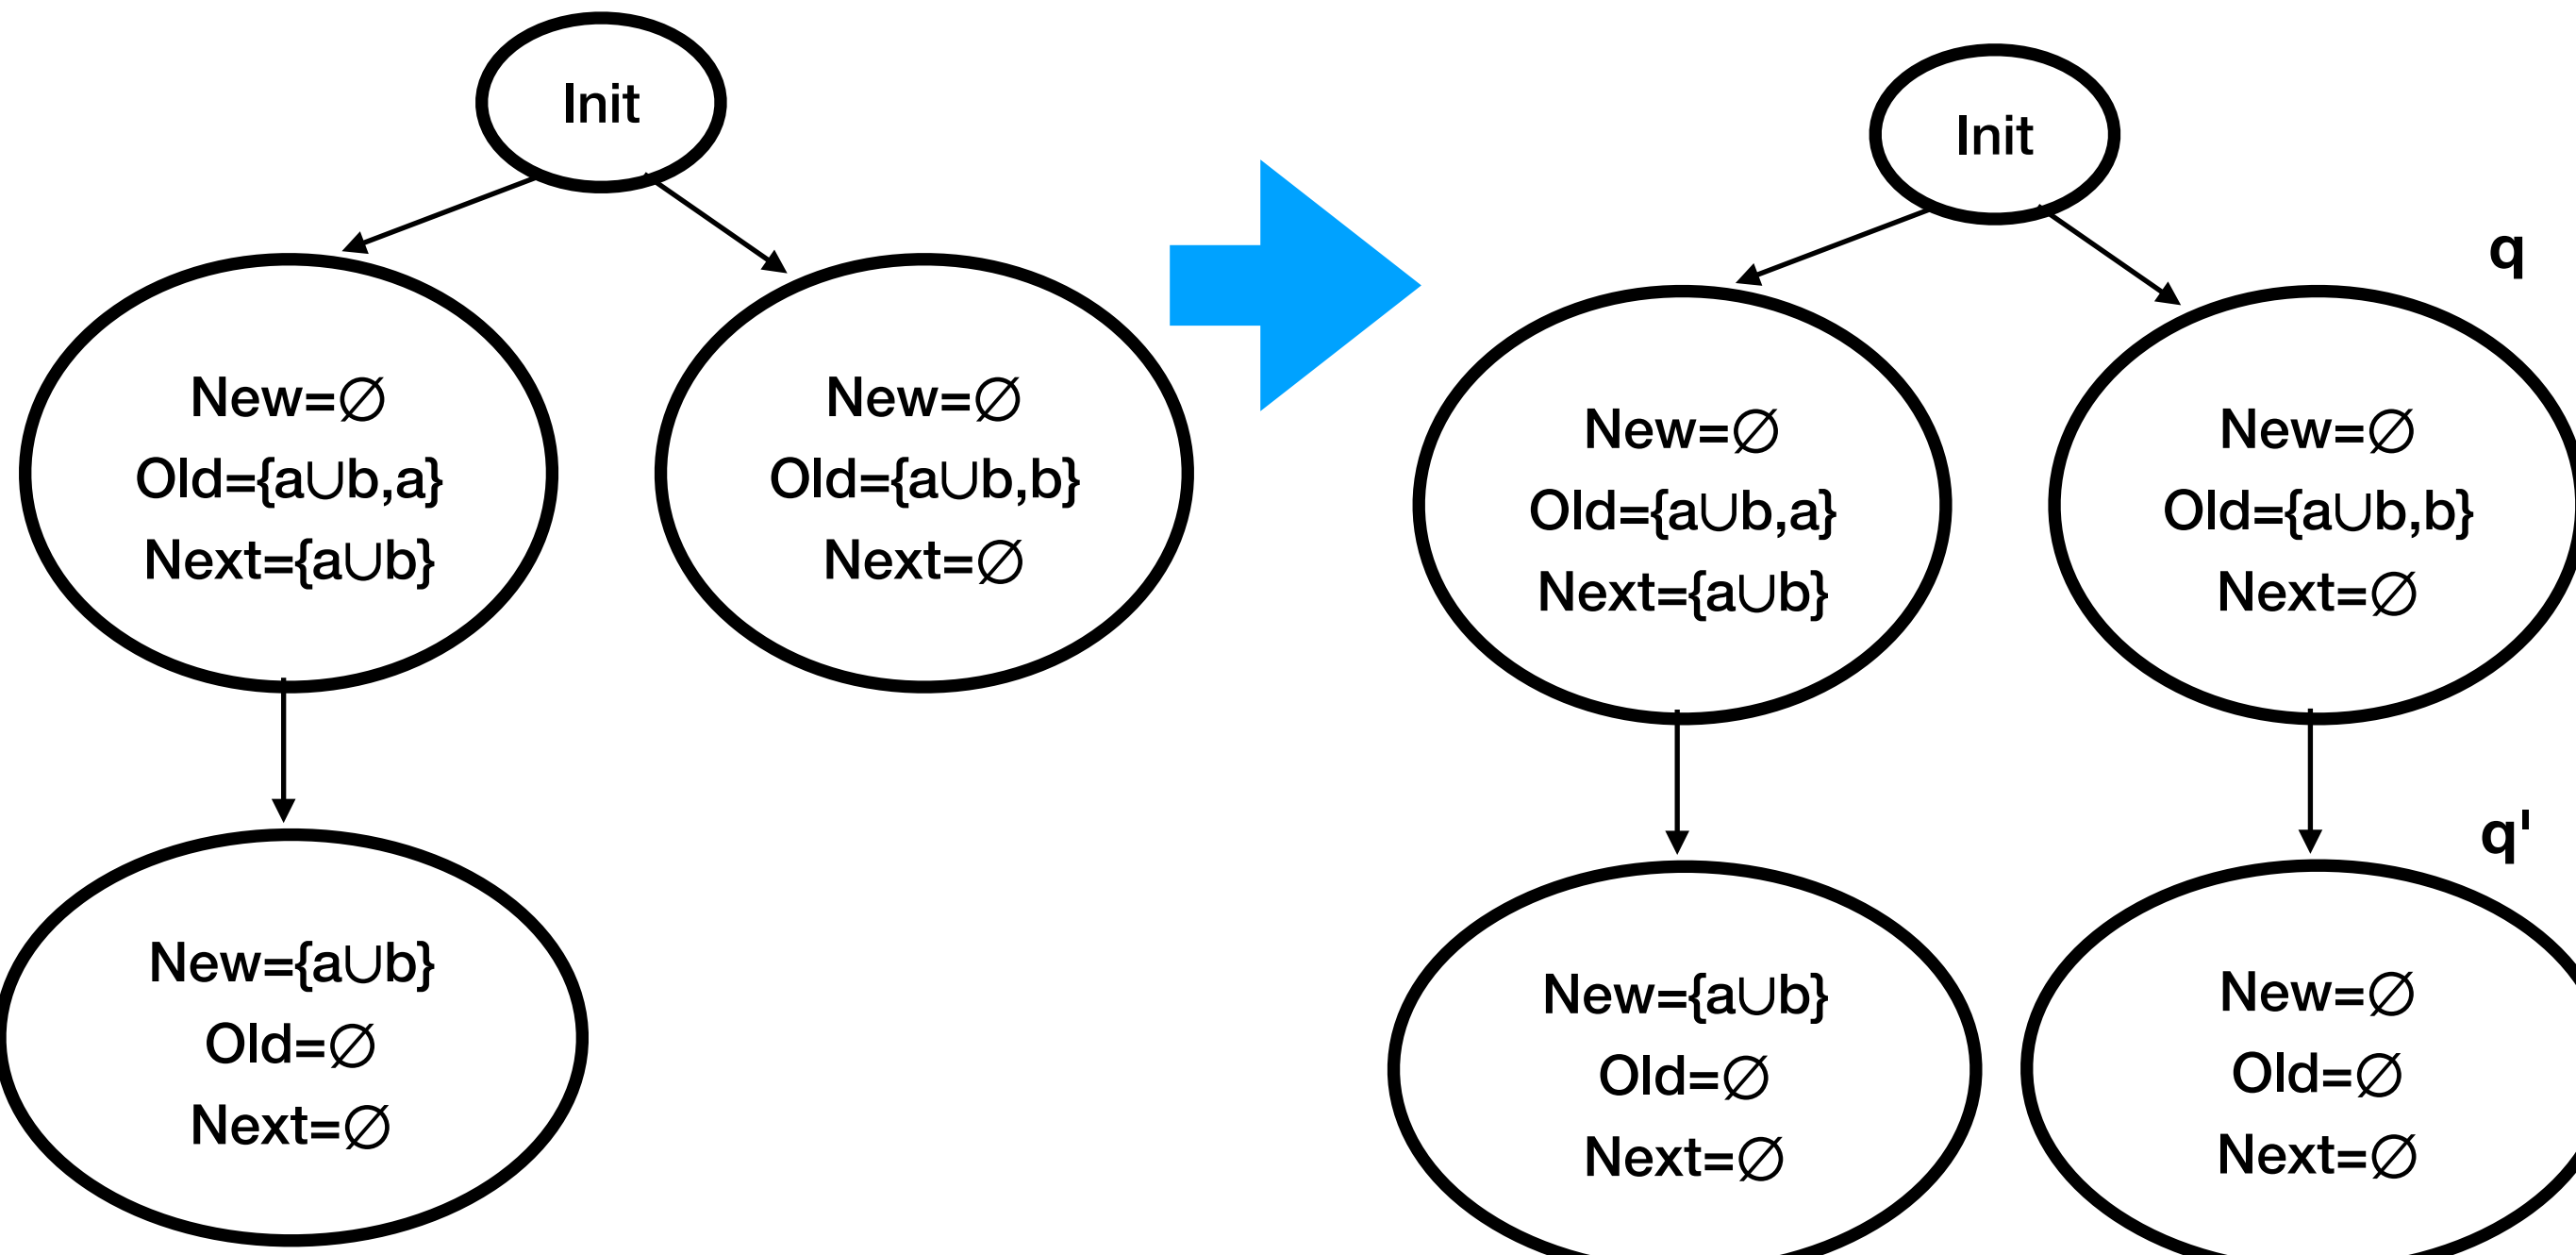 Init
New=∅
Old={a∪b,a}
Next={a∪b}
New=∅
Old={a∪b,b}
Next=∅
New={a∪b}
Old=∅
Next=∅
Init
q
New=∅
Old={a∪b,a}
Next={a∪b}
New=∅
Old={a∪b,b}
Next=∅
q'
New={a∪b}
Old=∅
Next=∅
New=∅
Old=∅
Next=∅